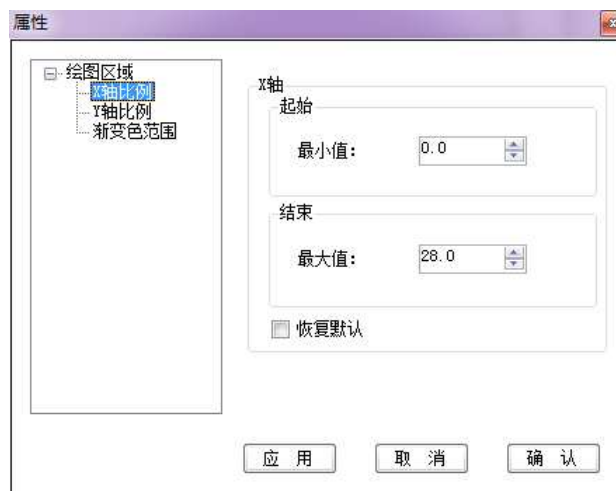 属性
绘图区域
X轴比例
Y轴比例
渐变色范围
X轴
起始
最小值: 0.0
结束
最大值: 28.0
恢复默认
应 用 取 消 确 认